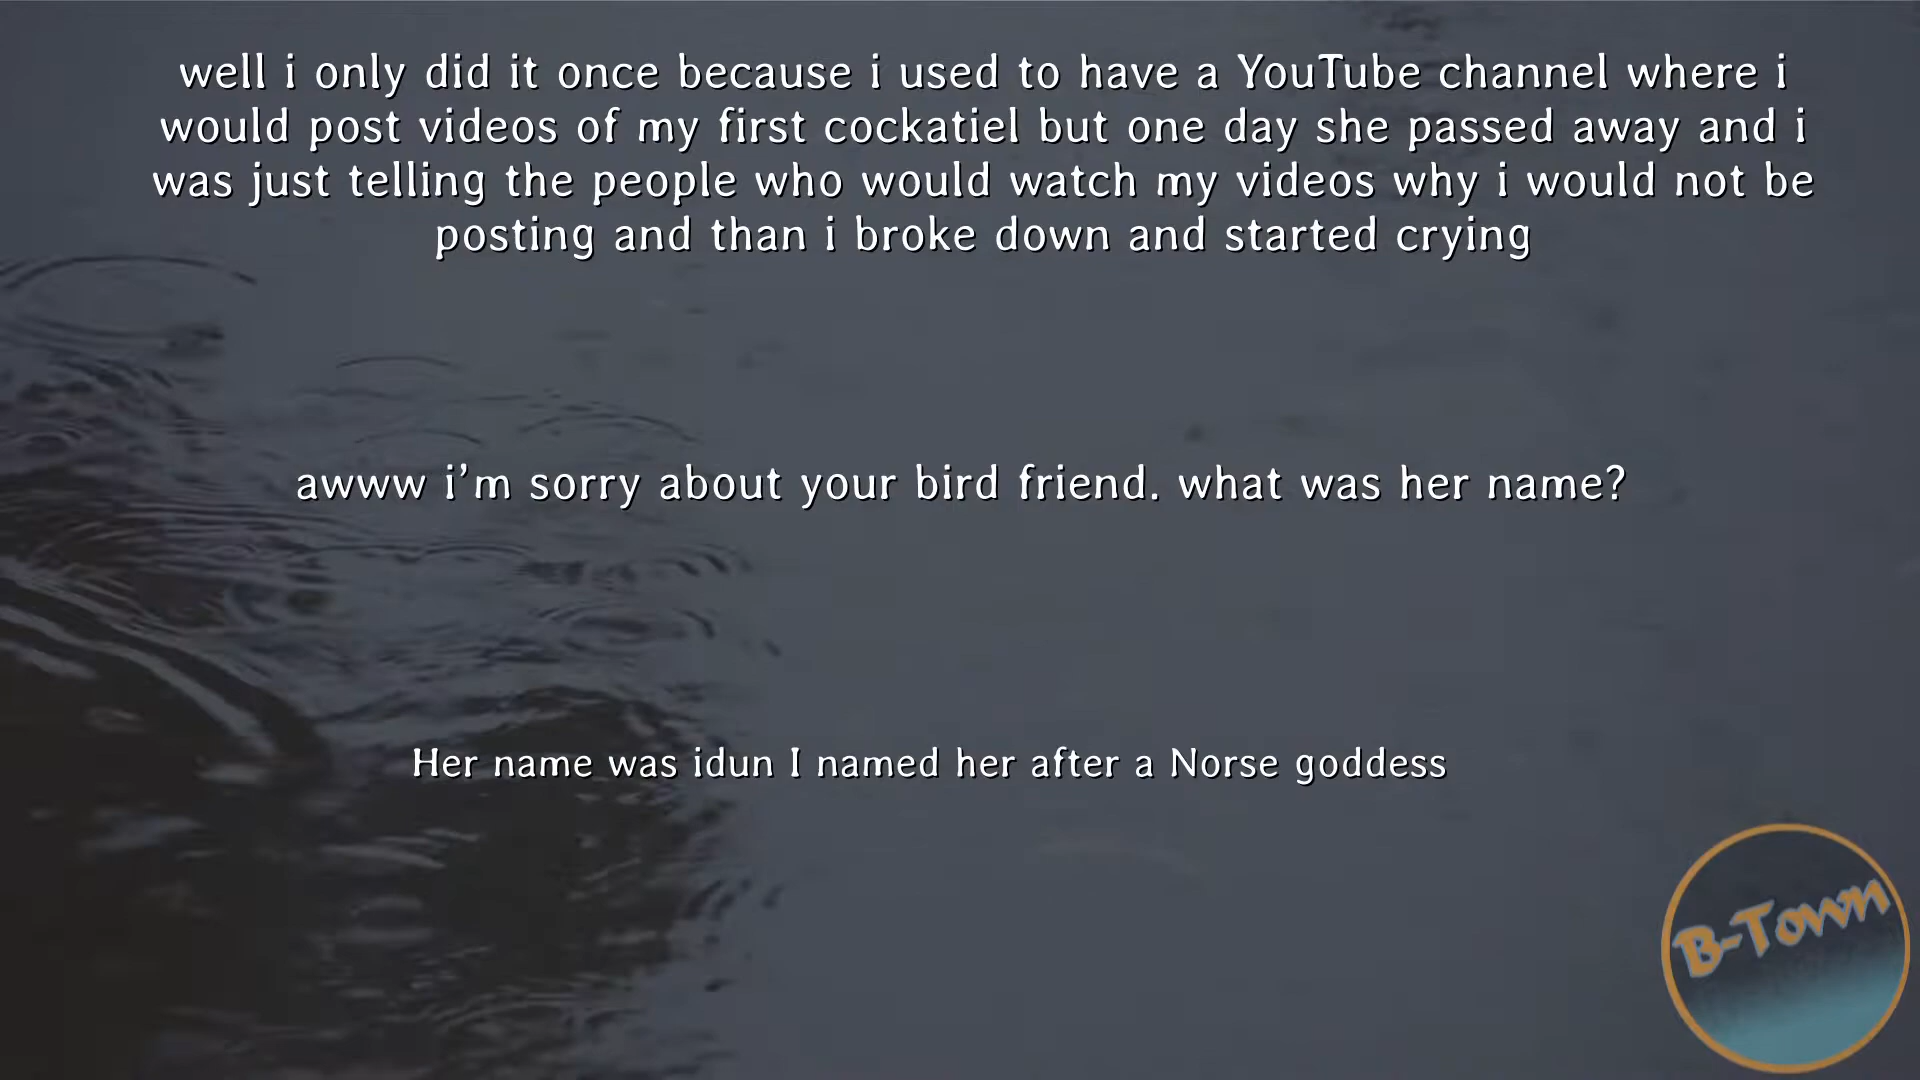 well i only did it once because i used to have a YouTube channel where i
would post videos of my first cockatiel but one day she passed away and i
was just telling the people who would watch my videos why i would not be
posting and than i broke down and started crying
awww i’m sorry about your bird friend. what was her name?
Her name was idun I named her after a Norse goddess
B-Town